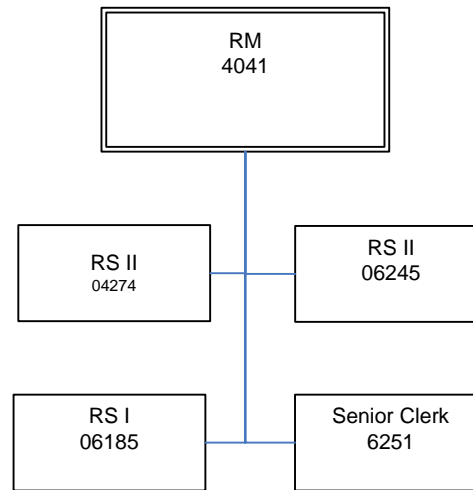 RM
4041
RS II
04274
RS II
06245
RS I
06185
Senior Clerk
6251